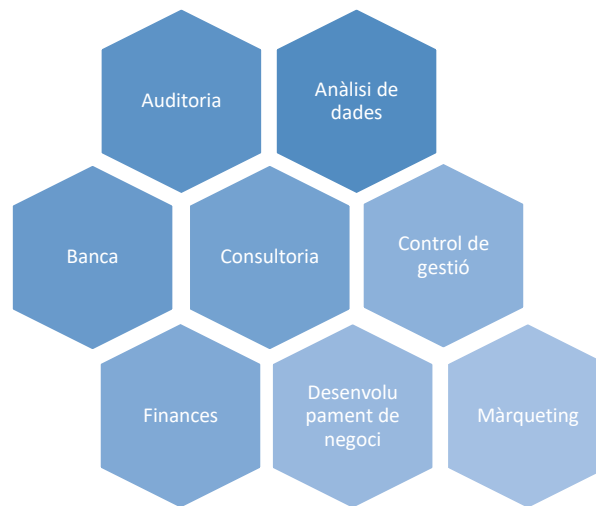 Auditoria
Anàlisi de
dades
Banca
Consultoria
Control de
gestió
Finances
Desenvolu
pament de
negoci
Màrqueting